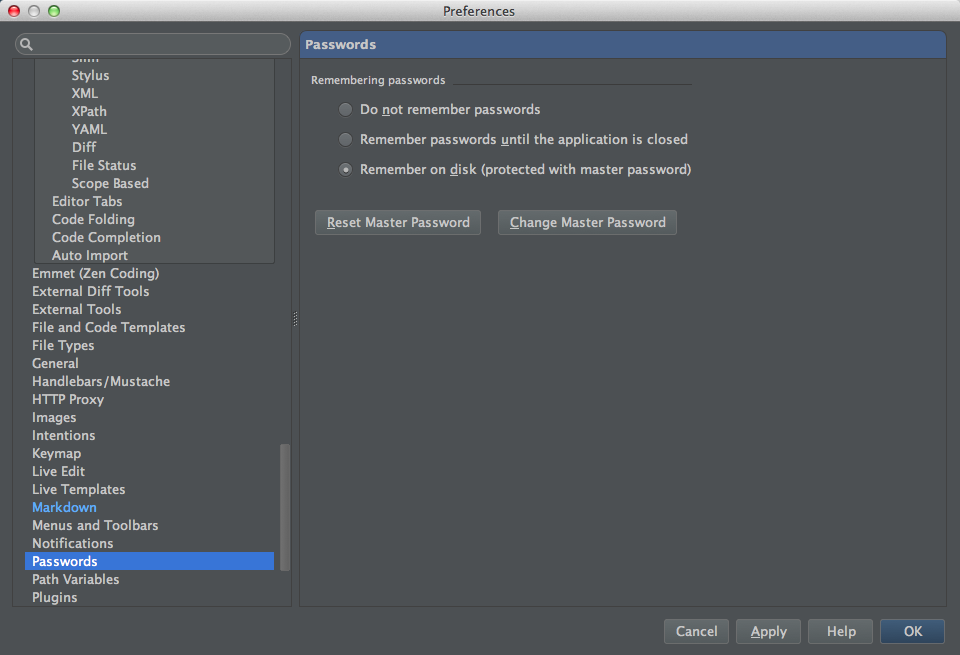 Preferences
Stylus
XML
XPath
YAML
Diff
File Status
Scope Based
Editor Tabs
Code Folding
Code Completion
Auto Import
Emmet (Zen Coding)
External Diff Tools
External Tools
File and Code Templates
File Types
General
Handlebars/Mustache
HTTP Proxy
Images
Intentions
Keymap
Live Edit
Live Templates
Markdown
Menus and Toolbars
Notifications
Passwords
Path Variables
Plugins
Passwords
Remembering passwords
Do not remember passwords
Remember passwords until the application is closed
Remember on disk (protected with master password)
Reset Master Password
Change Master Password
Cancel
Apply
Help
OK